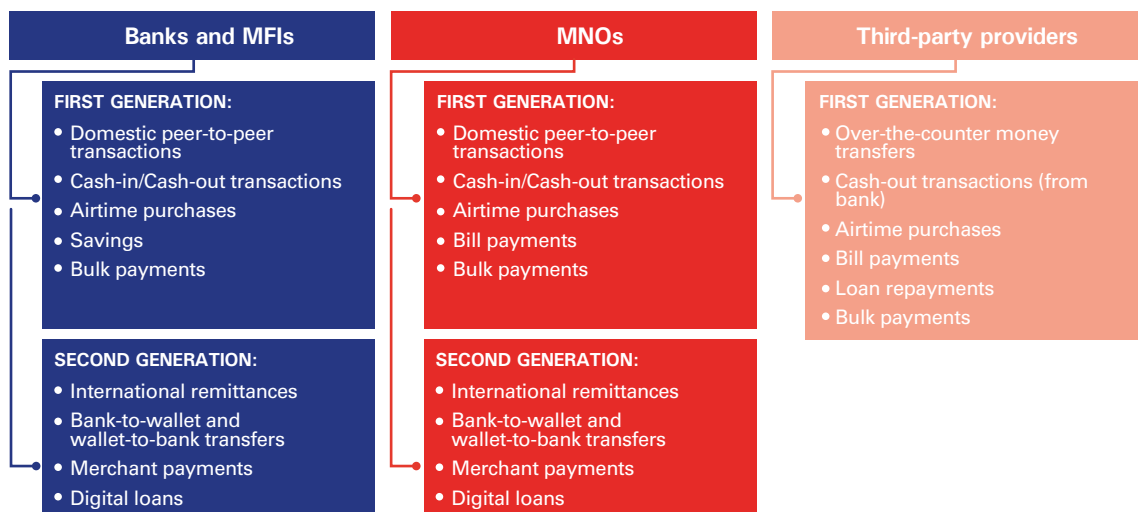 Banks and MFIs
FIRST GENERATION:
• Domestic peer-to-peer
transactions
• Cash-in/Cash-out transactions
• Airtime purchases
• Savings
• Bulk payments
SECOND GENERATION:
• International remittances
• Bank-to-wallet and
wallet-to-bank transfers
• Merchant payments
• Digital loans
MNOs
FIRST GENERATION:
• Domestic peer-to-peer
transactions
• Cash-in/Cash-out transactions
• Airtime purchases
• Bill payments
• Bulk payments
SECOND GENERATION:
• International remittances
• Bank-to-wallet and
wallet-to-bank transfers
• Merchant payments
• Digital loans
Third-party providers
FIRST GENERATION:
• Over-the-counter money
transfers
• Cash-out transactions (from
bank)
• Airtime purchases
• Bill payments
• Loan repayments
• Bulk payments